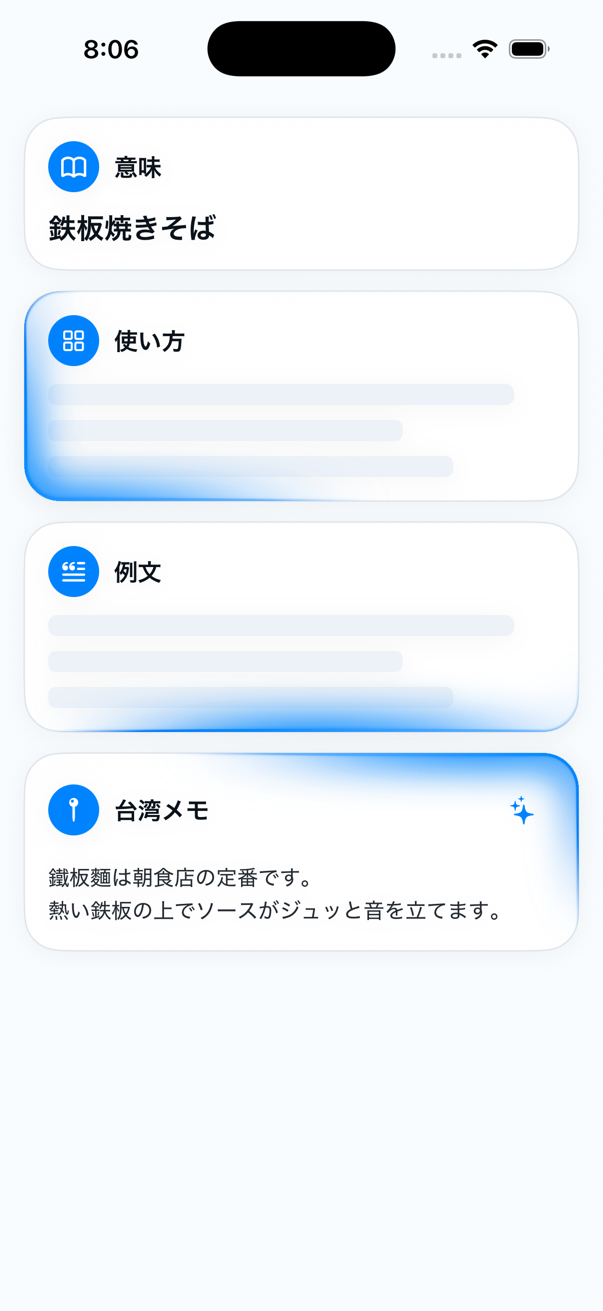 8:06
意味
鉄板焼きそば
使い方
例文
台湾メモ
鐵板麵は朝食店の定番です。
熱い鉄板の上でソースがジュッと音を立てます。